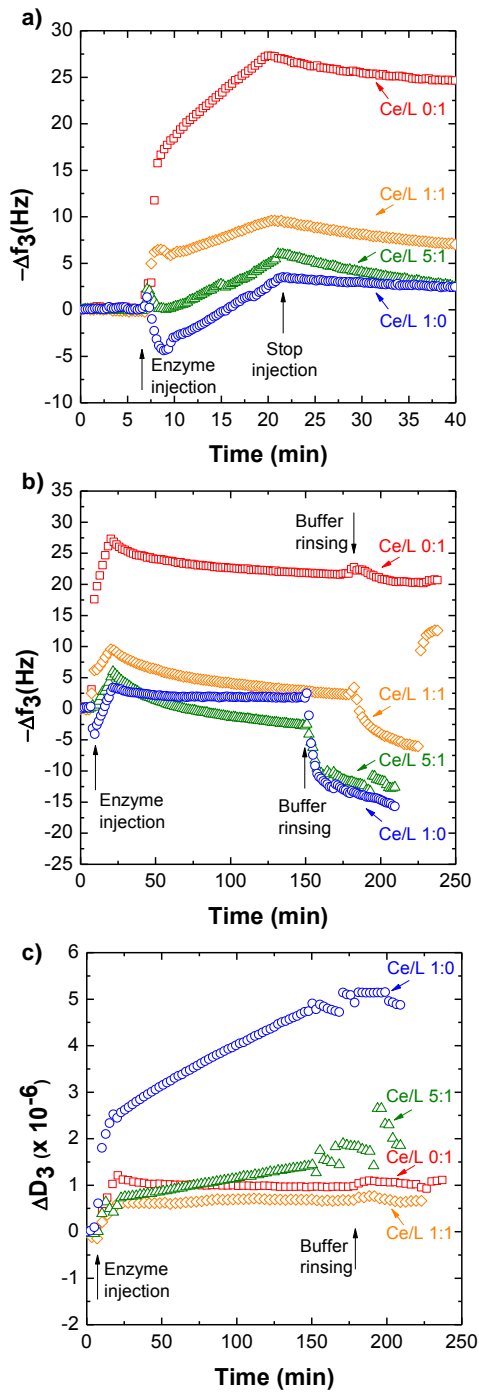 a)
30
25
20
15
10
5
0
-5
-10
−Δf3(Hz)
Ce/L 0:1
Ce/L 1:1
Ce/L 5:1
Ce/L 1:0
Enzyme
injection
Stop
injection
0 5 10 15 20 25 30 35 40
Time (min)
b)
35
30
25
20
15
10
5
0
-5
-10
-15
-20
-25
−Δf3(Hz)
Buffer
rinsing
Ce/L 0:1
Ce/L 1:1
Ce/L 5:1
Ce/L 1:0
Enzyme
injection
Buffer
rinsing
0 50 100 150 200 250
Time (min)
c)
6
5
4
3
2
1
0
-1
-2
ΔD3 (x 10-6)
Ce/L 1:0
Ce/L 5:1
Ce/L 0:1
Ce/L 1:1
Enzyme
injection
Buffer
rinsing
0 50 100 150 200 250
Time (min)